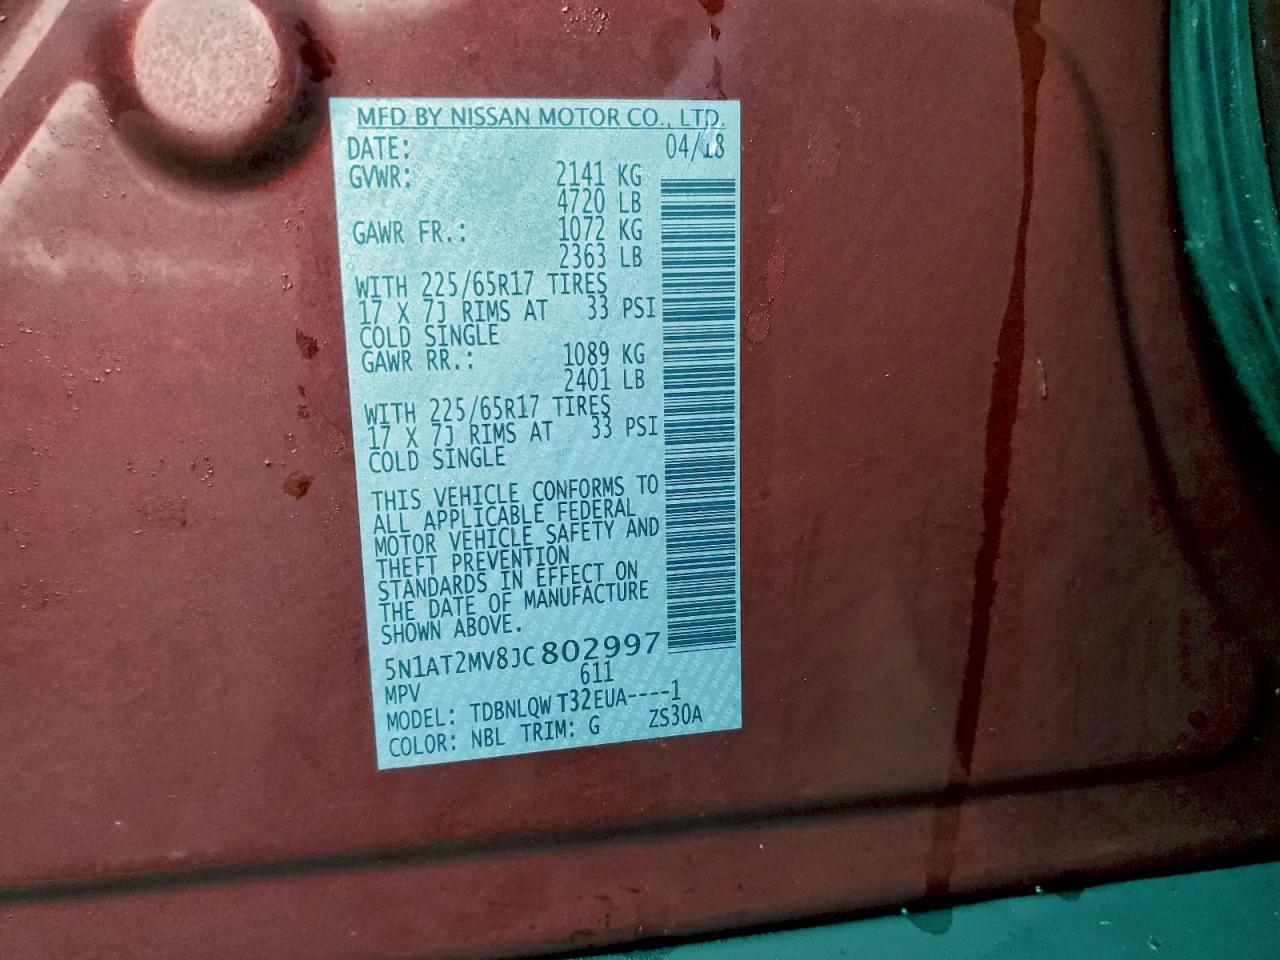 MFD BY NISSAN MOTOR CO., LTD.
DATE: 04/18
GVWR: 2141 KG
4720 LB
GAWR FR.: 1072 KG
2363 LB
WITH 225/65R17 TIRES
17 X 7J RIMS AT 33 PSI
COLD SINGLE
GAWR RR.: 1089 KG
2401 LB
WITH 225/65R17 TIRES
17 X 7J RIMS AT 33 PSI
COLD SINGLE
THIS VEHICLE CONFORMS TO
ALL APPLICABLE FEDERAL
MOTOR VEHICLE SAFETY AND
THEFT PREVENTION
STANDARDS IN EFFECT ON
THE DATE OF MANUFACTURE
SHOWN ABOVE.
5N1AT2MV8JC802997
MPV 611
MODEL: TDBNLQWT32EUA----1
COLOR: NBL TRIM: G ZS30A